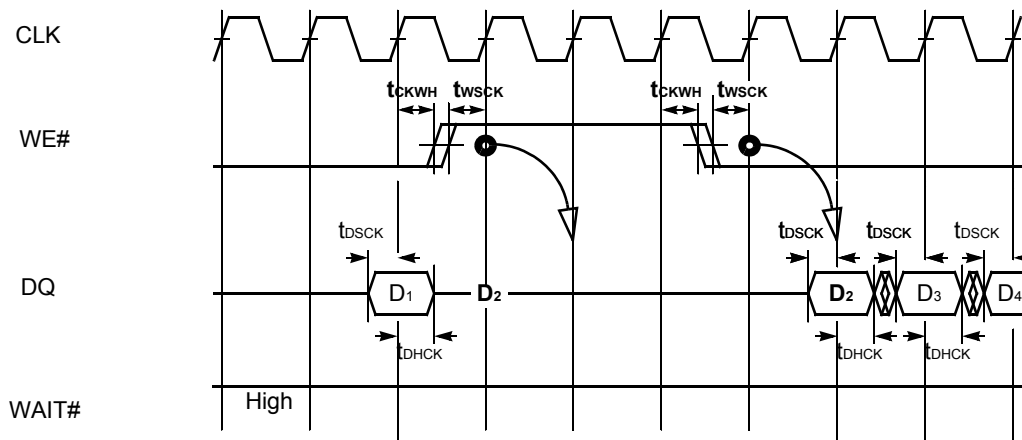 CLK
tCKWH tWSCK tCKWH tWSCK
WE#
tDSCK tDSCK tDSCK tDSCK
DQ D1 D2 D2 D3 D4
tDHCK tDHCK tDHCK
WAIT# High